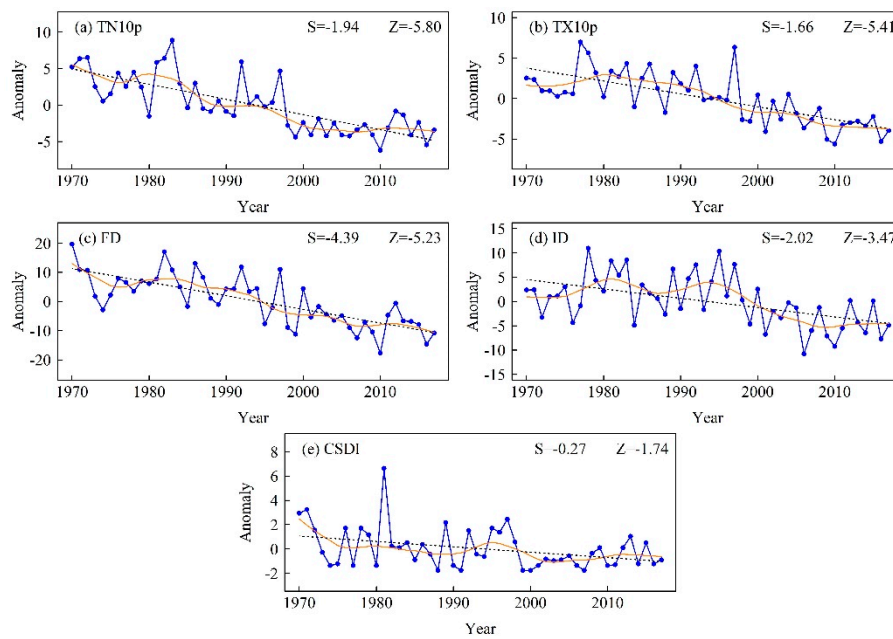 (a) TN10p S=-1.94 Z=-5.80
10
5
0
-5
Anomaly
1970 1980 1990 2000 2010
Year
(b) TX10p S=-1.66 Z=-5.41
10
5
0
-5
Anomaly
1970 1980 1990 2000 2010
Year
(c) FD S=-4.39 Z=-5.23
20
10
0
-10
-20
Anomaly
1970 1980 1990 2000 2010
Year
(d) ID S=-2.02 Z=-3.47
15
10
5
0
-5
-10
-15
Anomaly
1970 1980 1990 2000 2010
Year
(e) CSDI S=-0.27 Z=-1.74
8
6
4
2
0
-2
Anomaly
1970 1980 1990 2000 2010
Year